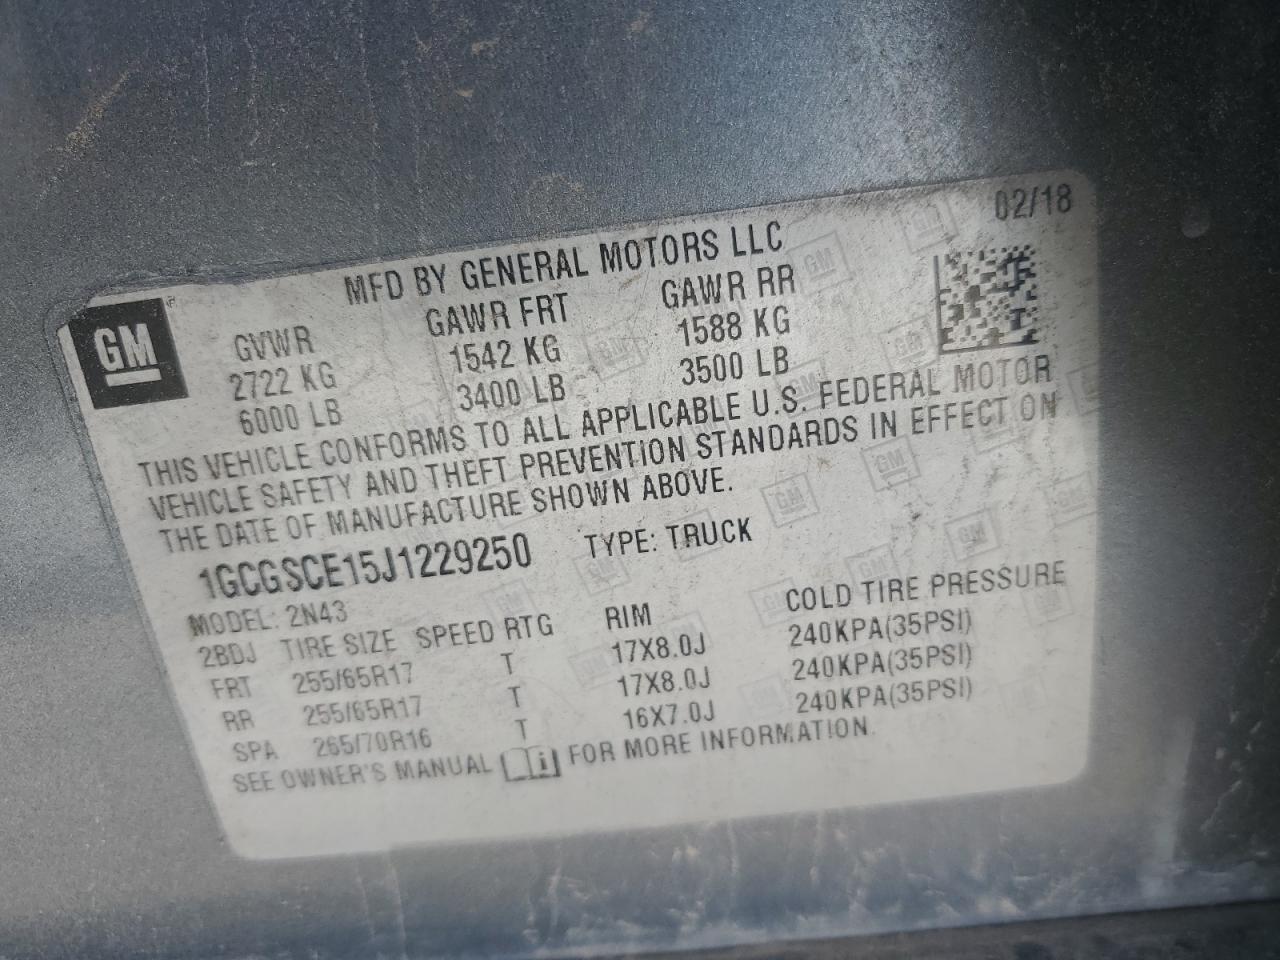 02/18
MFD BY GENERAL MOTORS LLC
GM
GVWR GAWR FRT GAWR RR
2722 KG 1542 KG 1588 KG
6000 LB 3400 LB 3500 LB
THIS VEHICLE CONFORMS TO ALL APPLICABLE U.S. FEDERAL MOTOR
VEHICLE SAFETY AND THEFT PREVENTION STANDARDS IN EFFECT ON
THE DATE OF MANUFACTURE SHOWN ABOVE.
1GCGSCE15J1229250 TYPE: TRUCK
MODEL: 2N43
2BDJ TIRE SIZE SPEED RTG RIM COLD TIRE PRESSURE
FRT 255/65R17 T 17X8.0J 240KPA(35PSI)
RR 255/65R17 T 17X8.0J 240KPA(35PSI)
SPA 265/70R16 T 16X7.0J 240KPA(35PSI)
SEE OWNER'S MANUAL i FOR MORE INFORMATION.